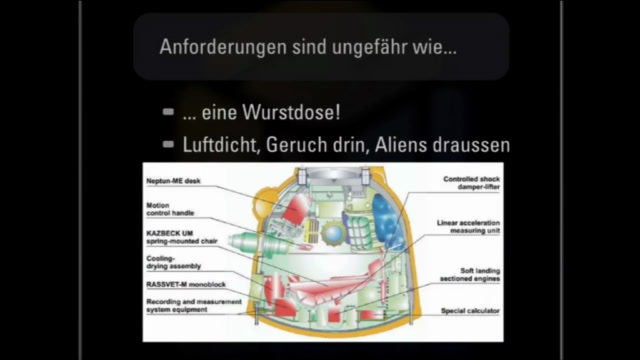 Anforderungen sind ungefähr wie...
... eine Wurstdose!
Luftdicht, Geruch drin, Aliens draussen
Neptun-ME desk
Motion
control handle
KAZBECK UM
spring-mounted chair
Cooling-
drying assembly
RASSVET-M monoblock
Recording and measurement
system equipment
Controlled shock
damper-lifter
Linear acceleration
measuring unit
Soft landing
sectioned engines
Special calculator